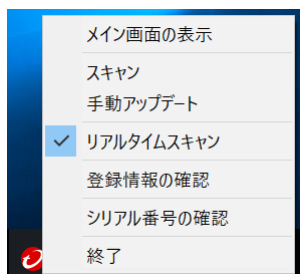 メイン画面の表示
スキャン
手動アップデート
リアルタイムスキャン
登録情報の確認
シリアル番号の確認
終了